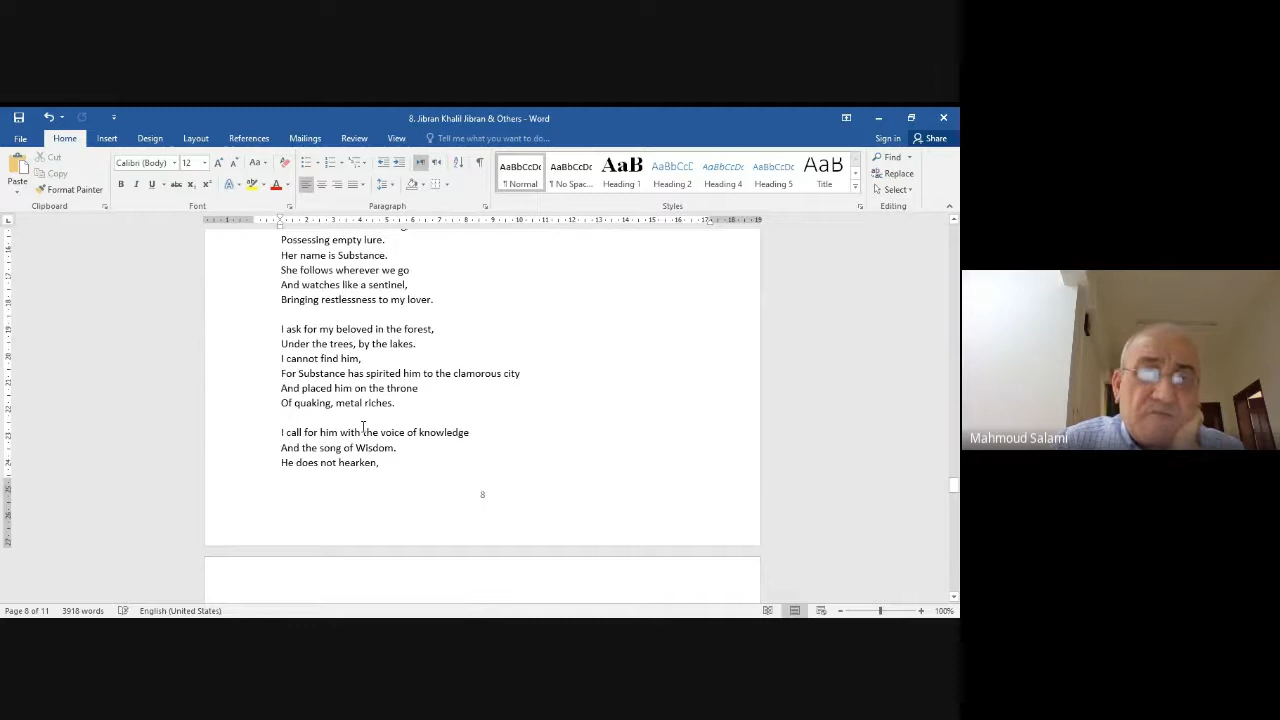 8. Jibran Khalil Jibran & Others - Word
File Home Insert Design Layout References Mailings Review View Tell me what you want to do... Sign in Share
Cut
Copy
Format Painter
Paste
Calibri (Body) 12
AaBbCcDc AaBbCcDc AaB AaBbCcD AaBbCcDc AaBbCcDc AaB
¶ Normal ¶ No Spac... Heading 1 Heading 2 Heading 4 Heading 5 Title
Find
Replace
Select
Clipboard Font Paragraph Styles Editing
Possessing empty lure.
Her name is Substance.
She follows wherever we go
And watches like a sentinel,
Bringing restlessness to my lover.
I ask for my beloved in the forest,
Under the trees, by the lakes.
I cannot find him,
For Substance has spirited him to the clamorous city
And placed him on the throne
Of quaking, metal riches.
I call for him with the voice of knowledge
And the song of Wisdom.
He does not hearken,
8
Page 8 of 11 3918 words English (United States) 100%
Mahmoud Salami